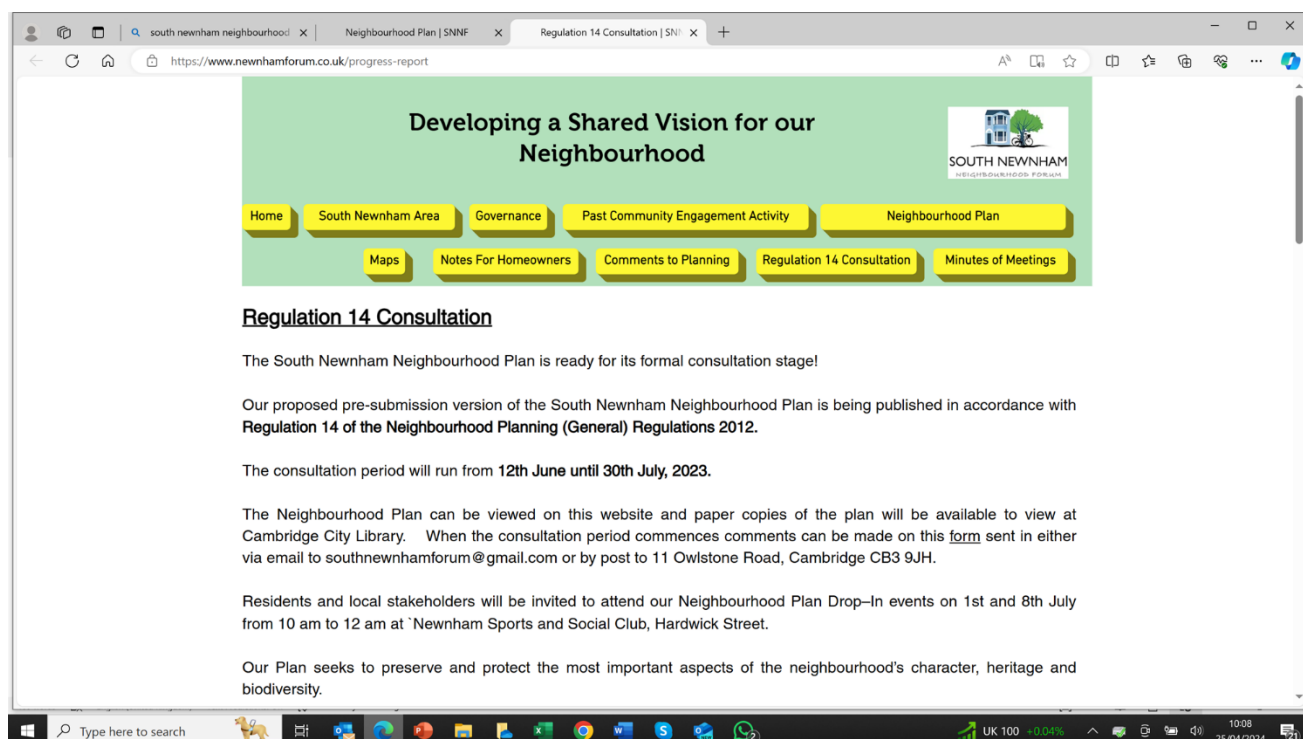 south newnham neighbourhood
Neighbourhood Plan | SNNF
Regulation 14 Consultation | SNN
https://www.newnhamforum.co.uk/progress-report
Developing a Shared Vision for our
Neighbourhood
SOUTH NEWNHAM
NEIGHBOURHOOD FORUM
Home South Newnham Area Governance Past Community Engagement Activity Neighbourhood Plan
Maps Notes For Homeowners Comments to Planning Regulation 14 Consultation Minutes of Meetings
Regulation 14 Consultation
The South Newnham Neighbourhood Plan is ready for its formal consultation stage!
Our proposed pre-submission version of the South Newnham Neighbourhood Plan is being published in accordance with
Regulation 14 of the Neighbourhood Planning (General) Regulations 2012.
The consultation period will run from 12th June until 30th July, 2023.
The Neighbourhood Plan can be viewed on this website and paper copies of the plan will be available to view at
Cambridge City Library. When the consultation period commences comments can be made on this form sent in either
via email to southnewnhamforum@gmail.com or by post to 11 Owlstone Road, Cambridge CB3 9JH.
Residents and local stakeholders will be invited to attend our Neighbourhood Plan Drop–In events on 1st and 8th July
from 10 am to 12 am at `Newnham Sports and Social Club, Hardwick Street.
Our Plan seeks to preserve and protect the most important aspects of the neighbourhood's character, heritage and
biodiversity.
Type here to search
UK 100 +0.04%
10:08
25/04/2024
21